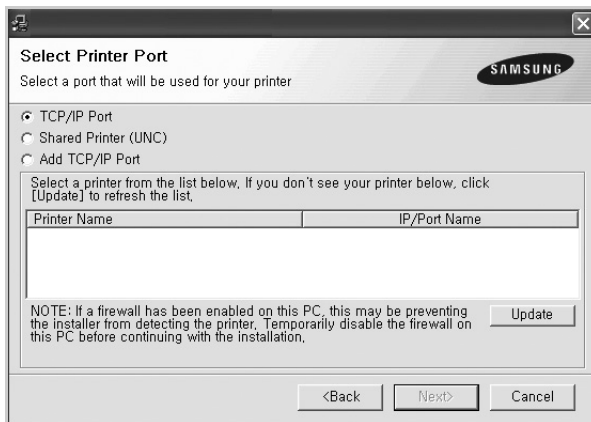 Select Printer Port
Select a port that will be used for your printer
SAMSUNG
TCP/IP Port
Shared Printer (UNC)
Add TCP/IP Port
Select a printer from the list below, If you don't see your printer below, click
[Update] to refresh the list,
Printer Name IP/Port Name
NOTE: If a firewall has been enabled on this PC, this may be preventing
the installer from detecting the printer, Temporarily disable the firewall on
this PC before continuing with the installation,
Update
<Back Next> Cancel